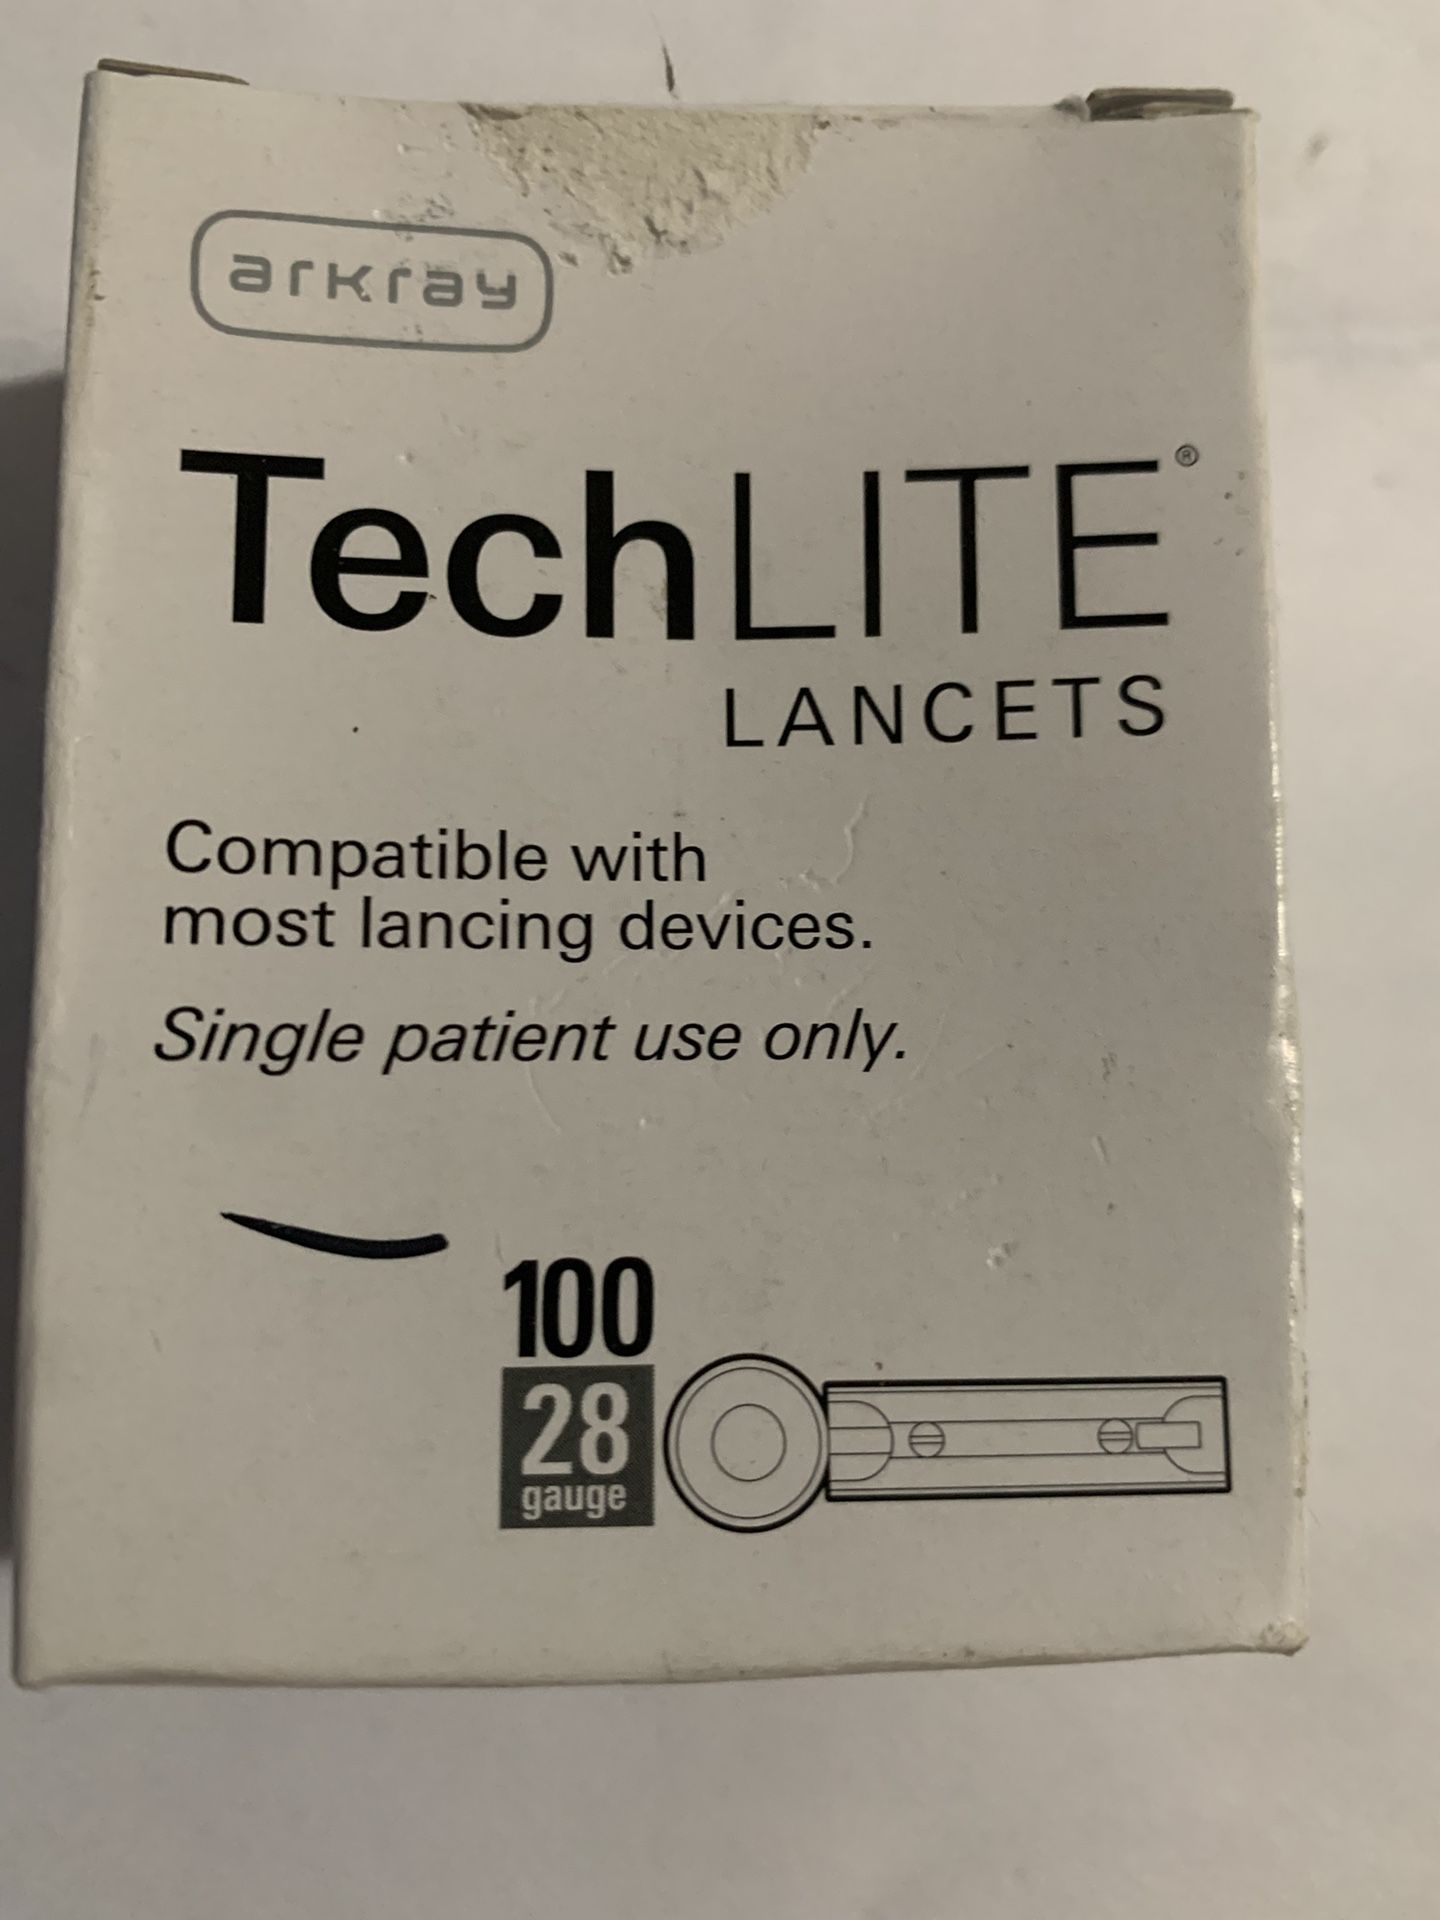 arkray
TechLITE®
LANCETS
Compatible with
most lancing devices.
Single patient use only.
100
28
gauge